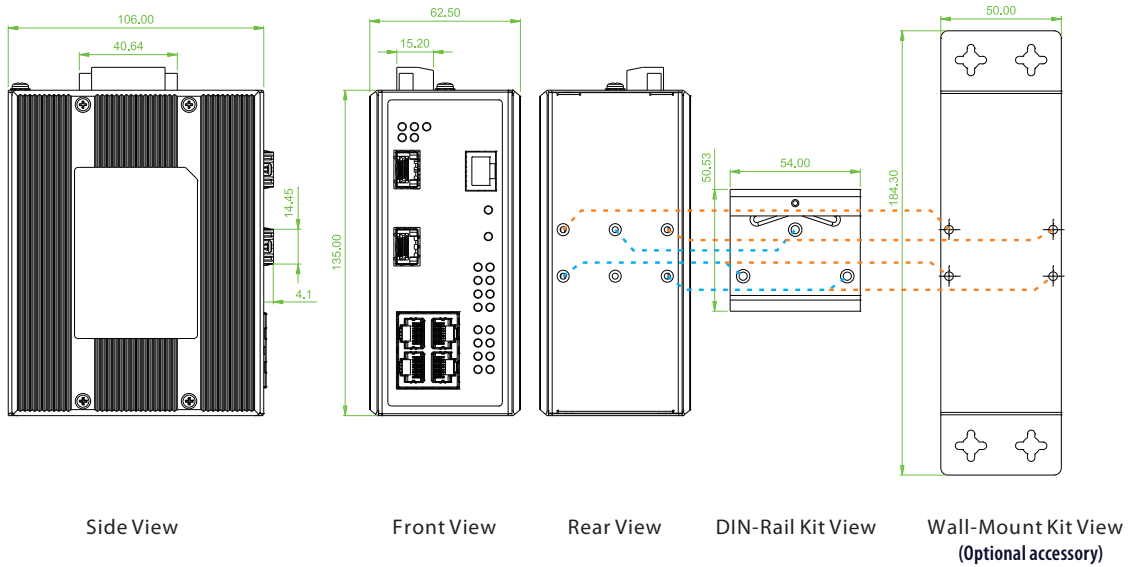 106.00
40.64
14.45
4.1
62.50
15.20
135.00
50.53
54.00
50.00
184.30
Side View
Front View
Rear View
DIN-Rail Kit View
Wall-Mount Kit View
(Optional accessory)